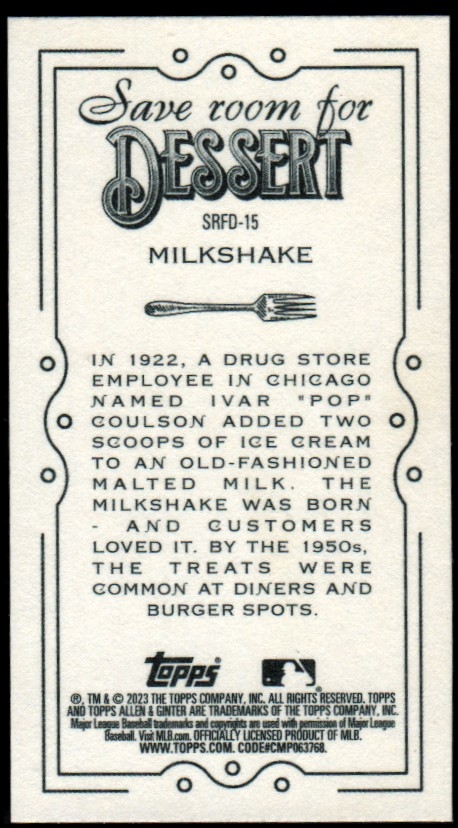 Save room for
DESSERT
SRFD-15
MILKSHAKE
IN 1922, A DRUG STORE
EMPLOYEE IN CHICAGO
NAMED IVAR "POP"
COULSON ADDED TWO
SCOOPS OF ICE CREAM
TO AN OLD-FASHIONED
MALTED MILK. THE
MILKSHAKE WAS BORN
- AND CUSTOMERS
LOVED IT. BY THE 1950s,
THE TREATS WERE
COMMON AT DINERS AND
BURGER SPOTS.
topps®
®, TM & © 2023 THE TOPPS COMPANY, INC. ALL RIGHTS RESERVED. TOPPS
AND TOPPS ALLEN & GINTER ARE TRADEMARKS OF THE TOPPS COMPANY, INC.
Major League Baseball trademarks and copyrights are used with permission of Major League
Baseball. Visit MLB.com. OFFICIALLY LICENSED PRODUCT OF MLB.
WWW.TOPPS.COM. CODE#CMP063768.